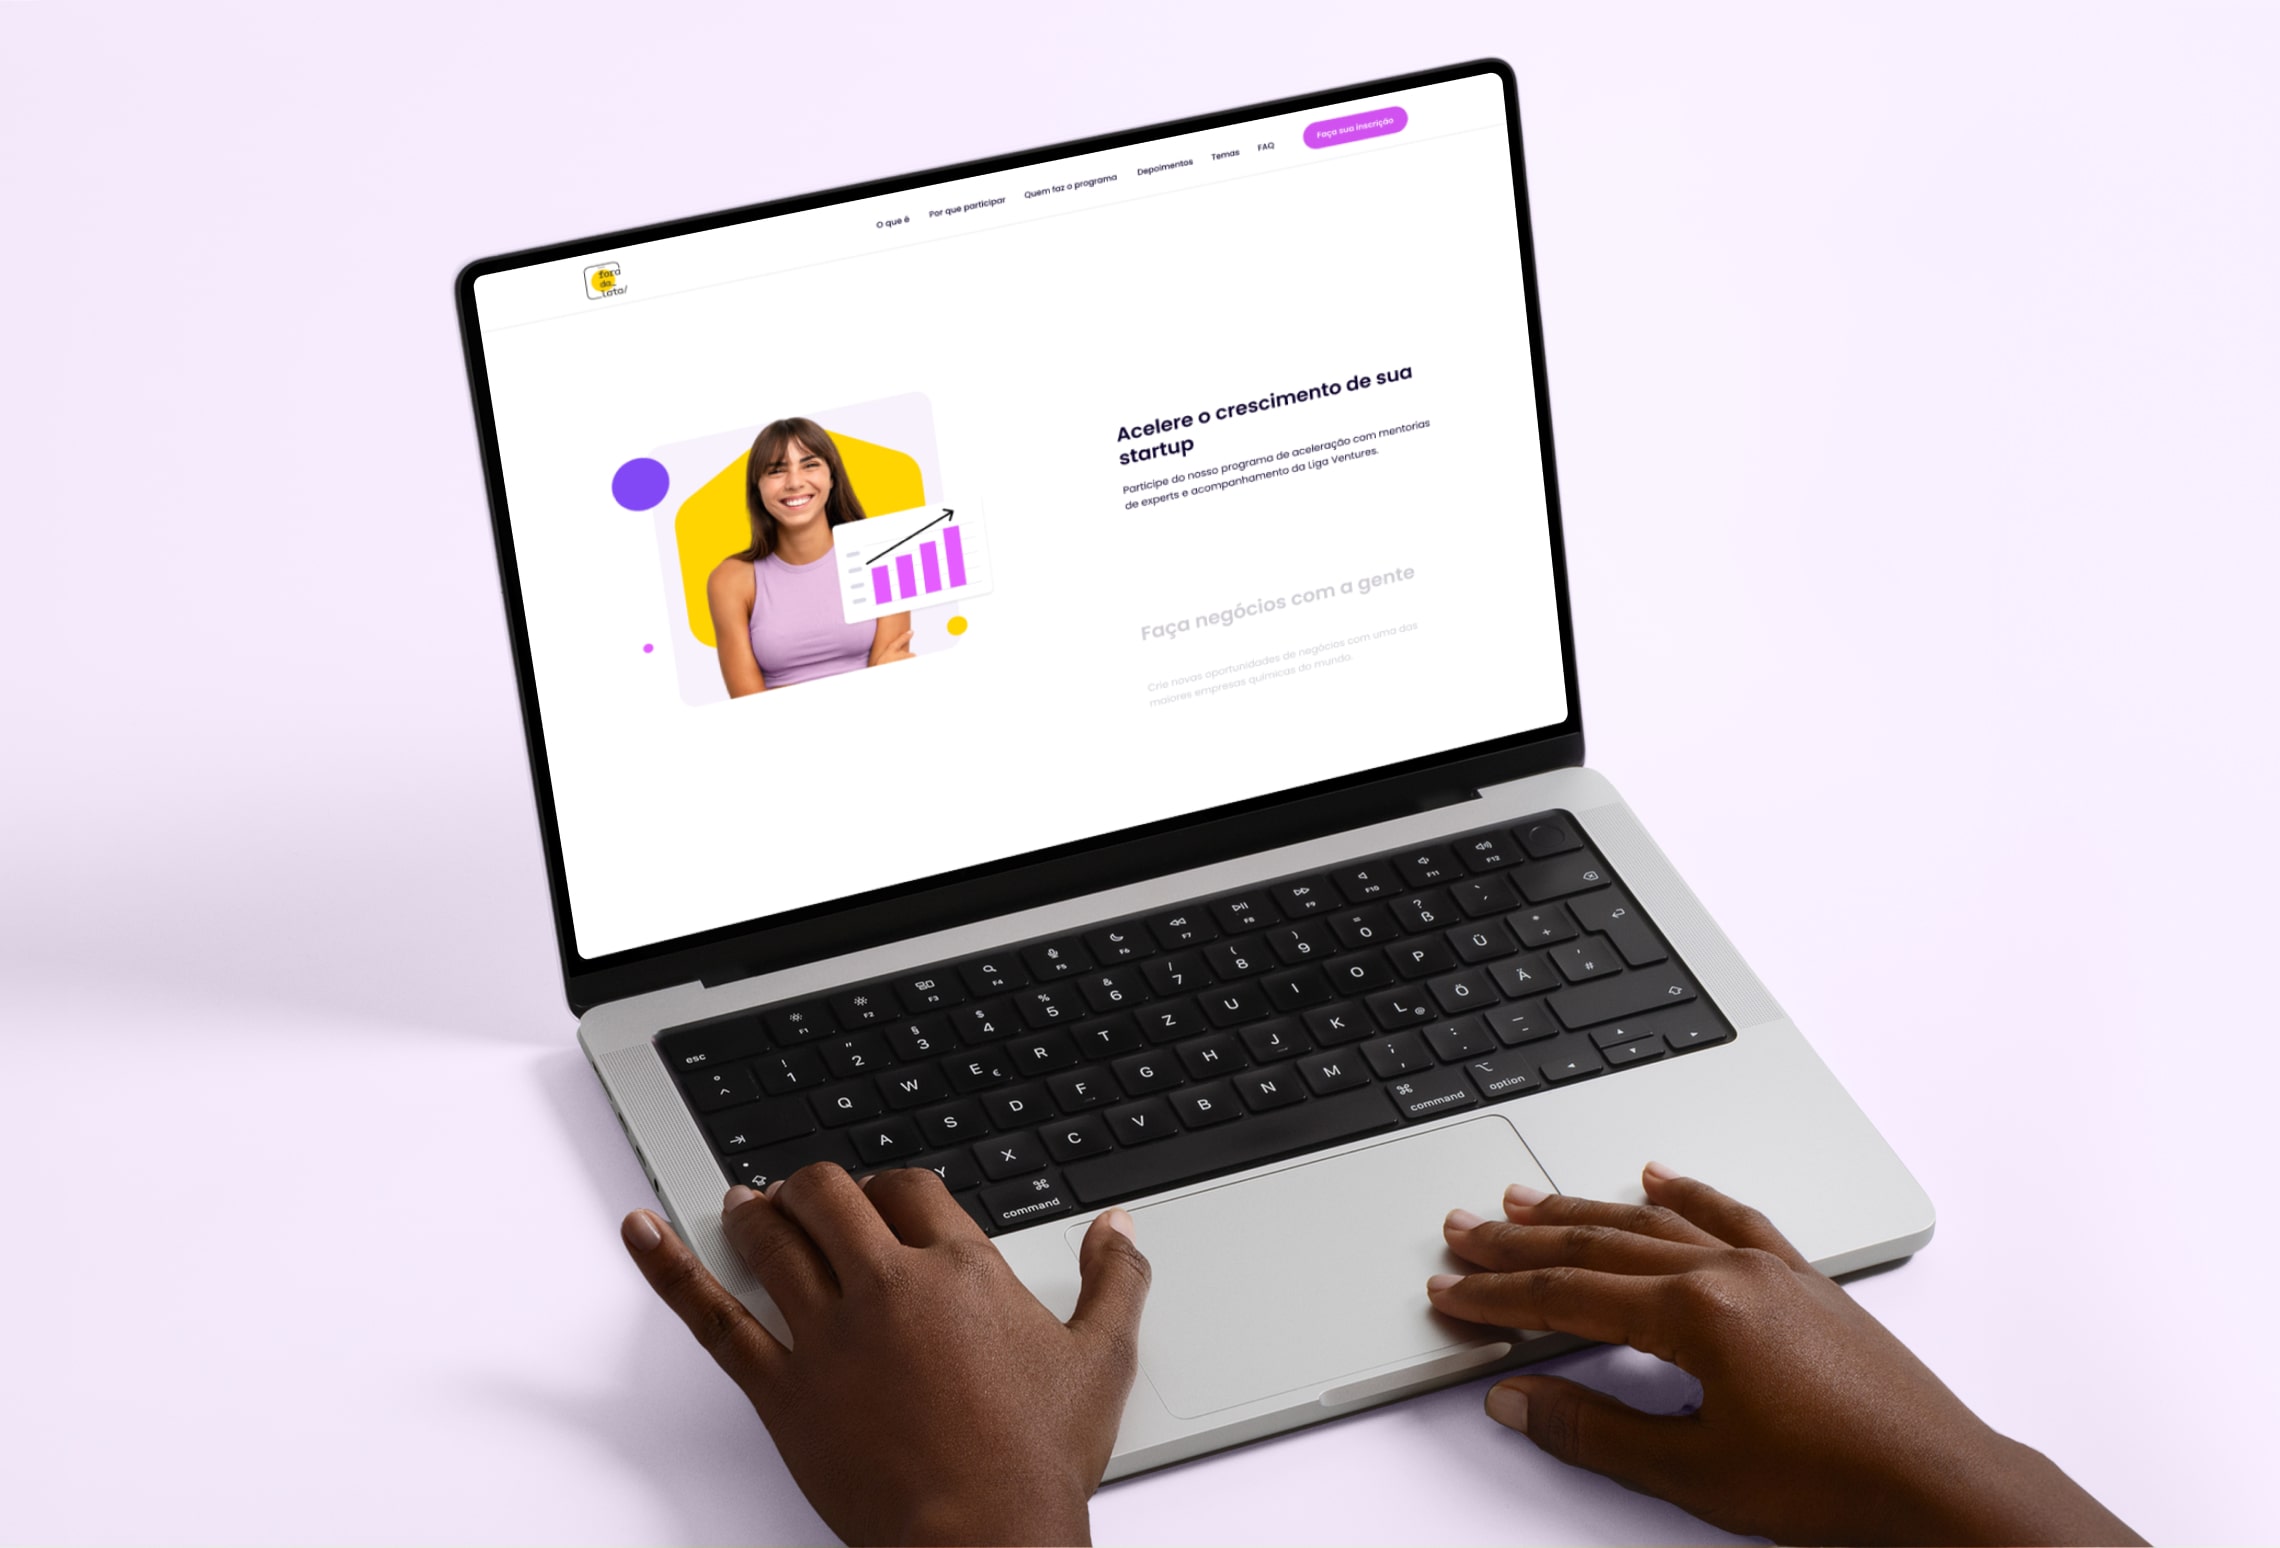 O que é
Por que participar
Quem faz o programa
Depoimentos
Temas
FAQ
Faça sua inscrição
fora
da_
lata/
Acelere o crescimento de sua
startup
Participe do nosso programa de aceleração com mentorias
de experts e acompanhamento da Liga Ventures.
Faça negócios com a gente
Crie novas oportunidades de negócios com uma das
maiores empresas químicas do mundo.
esc F1 F2 F3 F4 F5 F6 F7 F8 F9 F10 F11 F12
° ^ ! 1 " 2 § 3 $ 4 % 5 & 6 / 7 ( 8 ) 9 = 0 ? ß ` ´
Q W E € R T Z U I O P Ü * +
A S D F G H J K L Ö Ä ' #
Y X C V B N M ; , : . _ -
⌘ command ⌘ command ⌥ option